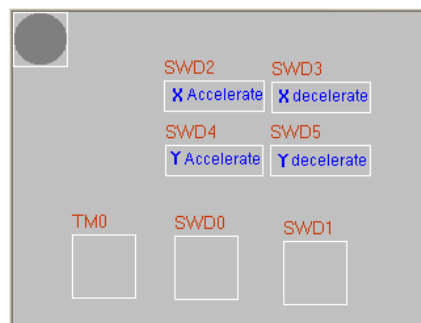 SWD2 SWD3
X Accelerate X decelerate
SWD4 SWD5
Y Accelerate Y decelerate
TM0 SWD0 SWD1